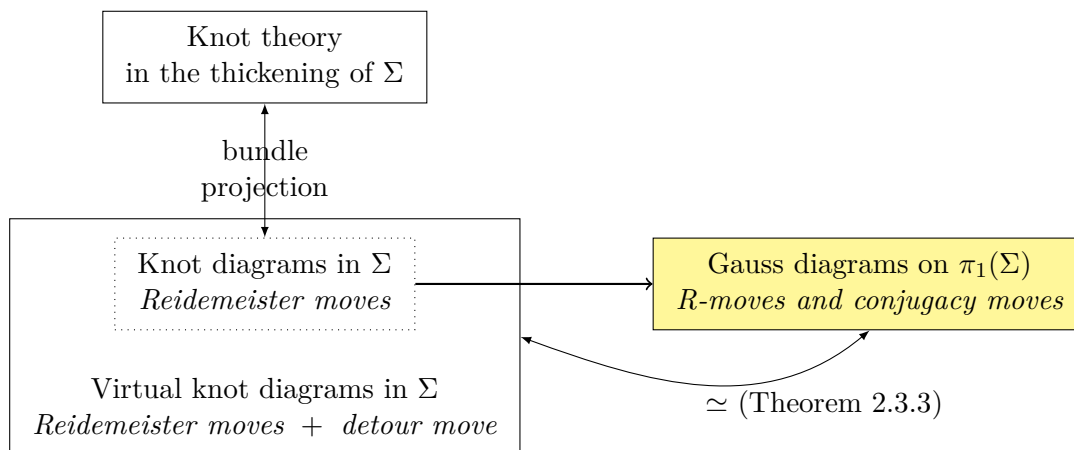 Knot theory
in the thickening of Σ
bundle
projection
Knot diagrams in Σ
Reidemeister moves
Gauss diagrams on π₁(Σ)
R-moves and conjugacy moves
Virtual knot diagrams in Σ
Reidemeister moves + detour move
≃ (Theorem 2.3.3)